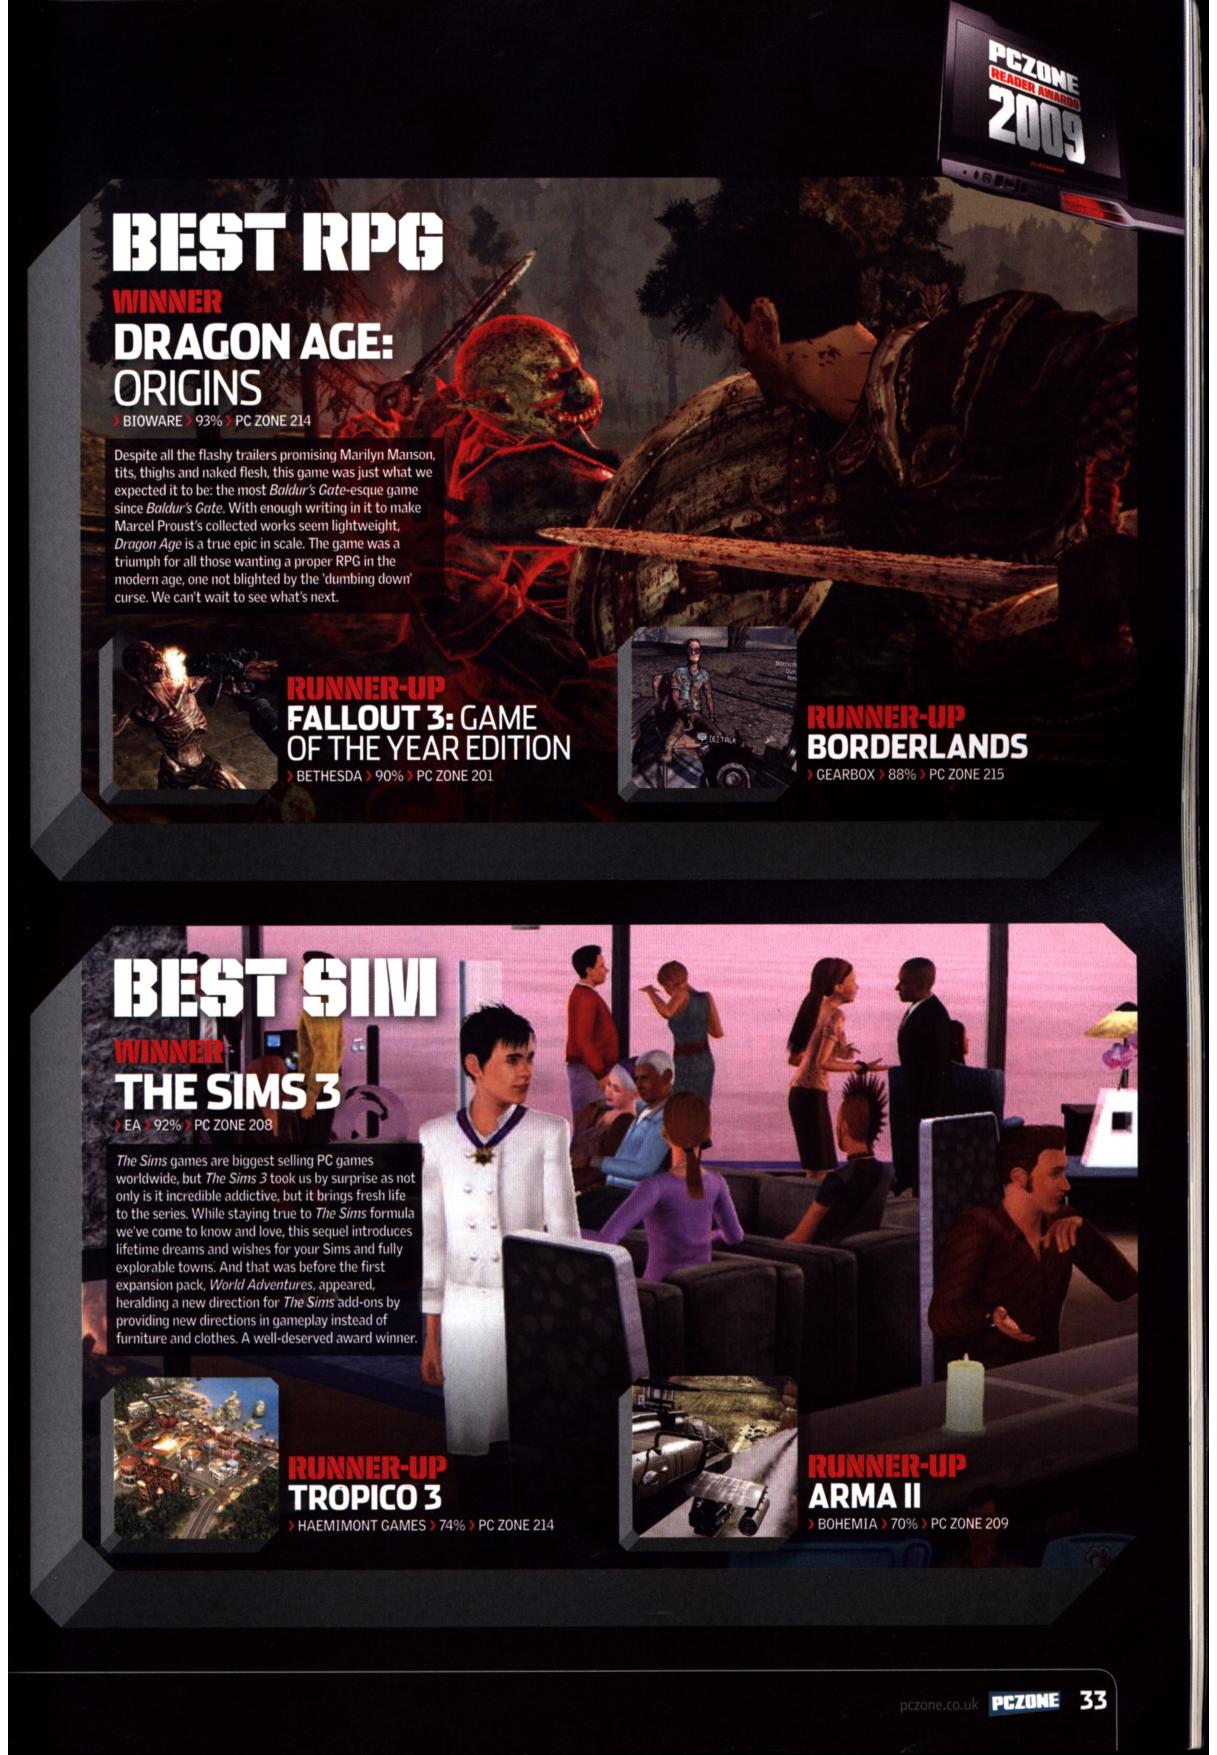 PCZONE
READER AWARDS
2009
ALIENWARE
BEST RPG
WINNER
DRAGON AGE:
ORIGINS
› BIOWARE › 93% › PC ZONE 214
Despite all the flashy trailers promising Marilyn Manson,
tits, thighs and naked flesh, this game was just what we
expected it to be: the most Baldur's Gate-esque game
since Baldur's Gate. With enough writing in it to make
Marcel Proust's collected works seem lightweight,
Dragon Age is a true epic in scale. The game was a
triumph for all those wanting a proper RPG in the
modern age, one not blighted by the 'dumbing down'
curse. We can't wait to see what's next.
RUNNER-UP
FALLOUT 3: GAME
OF THE YEAR EDITION
› BETHESDA › 90% › PC ZONE 201
[E] TALK
RUNNER-UP
BORDERLANDS
› GEARBOX › 88% › PC ZONE 215
BEST SIM
WINNER
THE SIMS 3
› EA › 92% › PC ZONE 208
The Sims games are biggest selling PC games
worldwide, but The Sims 3 took us by surprise as not
only is it incredible addictive, but it brings fresh life
to the series. While staying true to The Sims formula
we've come to know and love, this sequel introduces
lifetime dreams and wishes for your Sims and fully
explorable towns. And that was before the first
expansion pack, World Adventures, appeared,
heralding a new direction for The Sims add-ons by
providing new directions in gameplay instead of
furniture and clothes. A well-deserved award winner.
RUNNER-UP
TROPICO 3
› HAEMIMONT GAMES › 74% › PC ZONE 214
RUNNER-UP
ARMA II
› BOHEMIA › 70% › PC ZONE 209
pczone.co.uk PCZONE 33